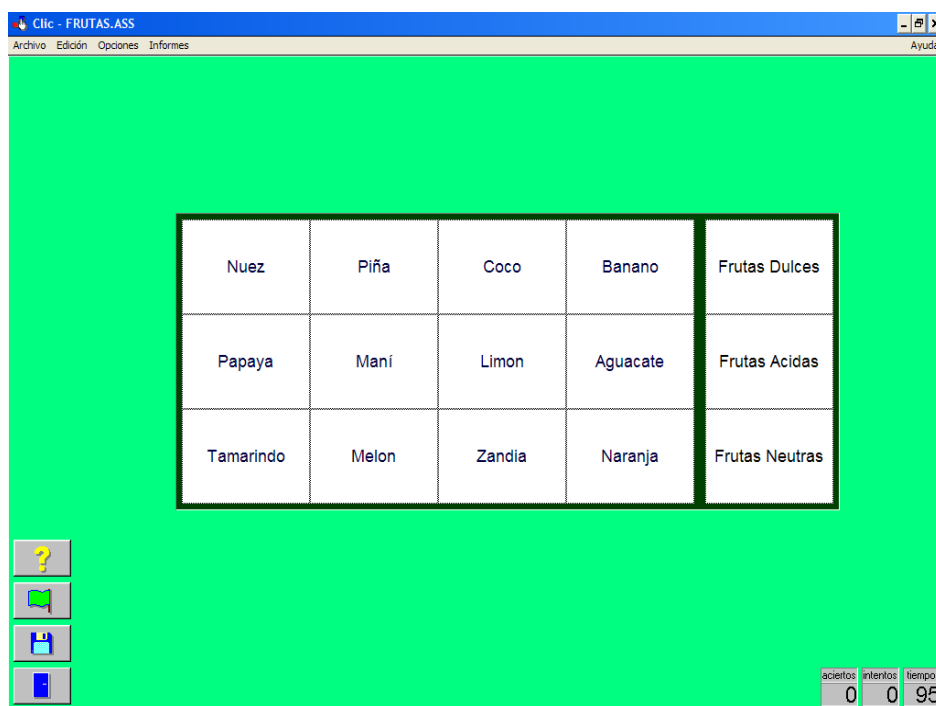 Clic - FRUTAS.ASS
Archivo Edición Opciones Informes Ayuda
Nuez Piña Coco Banano Frutas Dulces
Papaya Maní Limon Aguacate Frutas Acidas
Tamarindo Melon Zandia Naranja Frutas Neutras
aciertos intentos tiempo
0 0 95